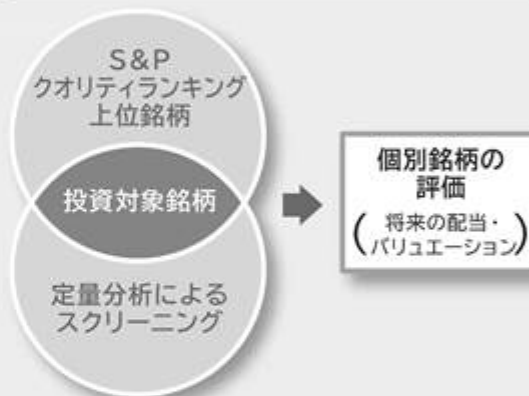 S&P
クオリティランキング
上位銘柄
投資対象銘柄
定量分析による
スクリーニング
個別銘柄の
評価
(将来の配当・
バリュエーション)